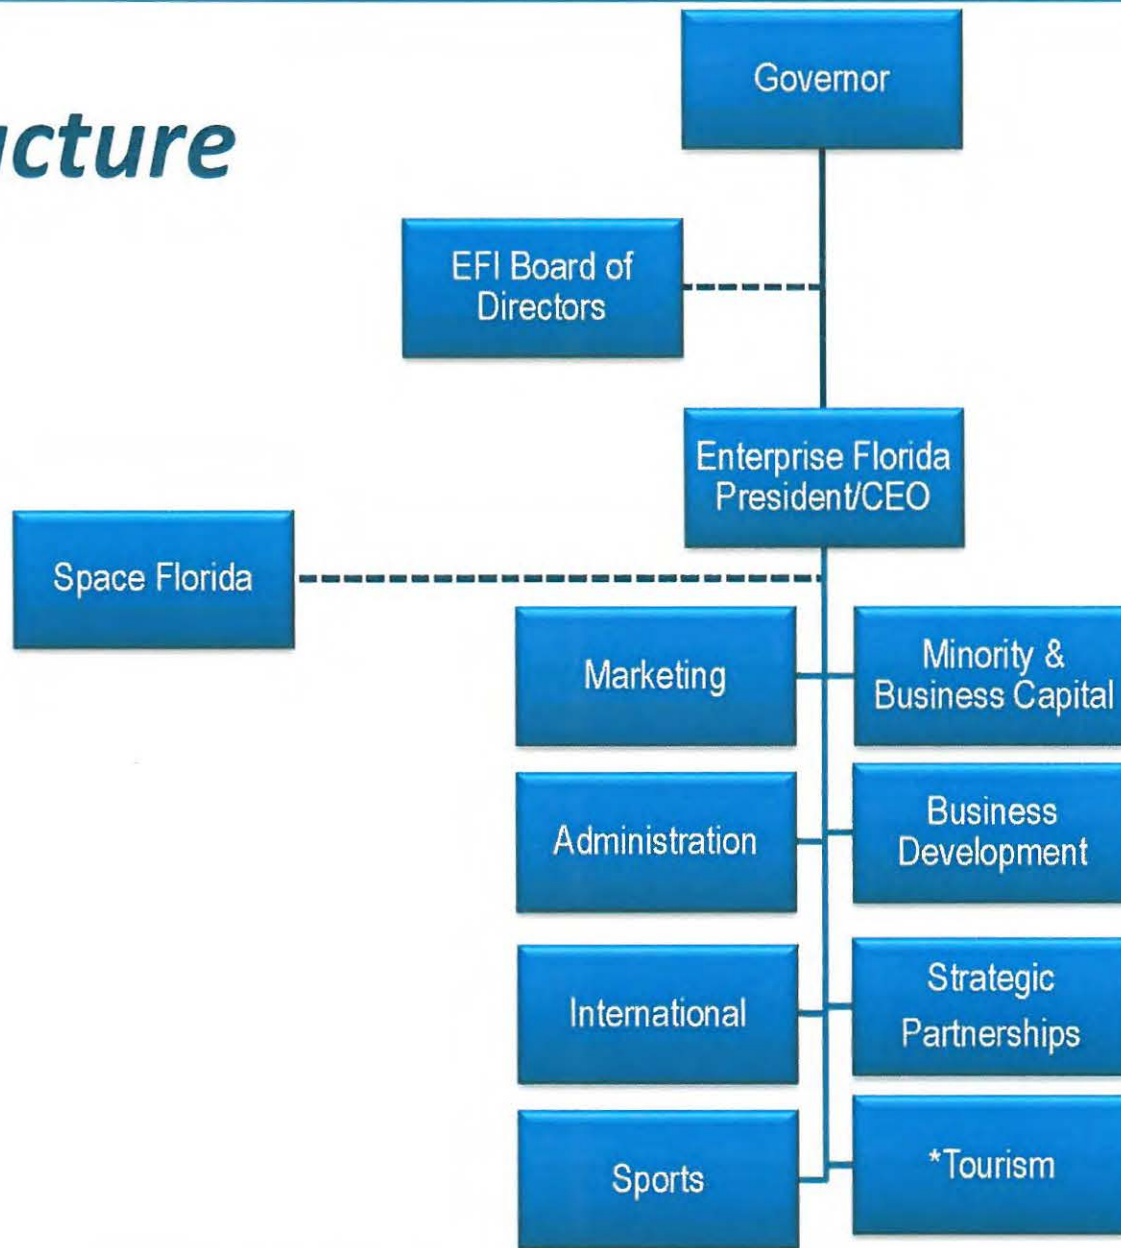 ucture
Governor
EFI Board of
Directors
Enterprise Florida
President/CEO
Space Florida
Marketing
Minority &
Business Capital
Administration
Business
Development
International
Strategic
Partnerships
Sports
*Tourism